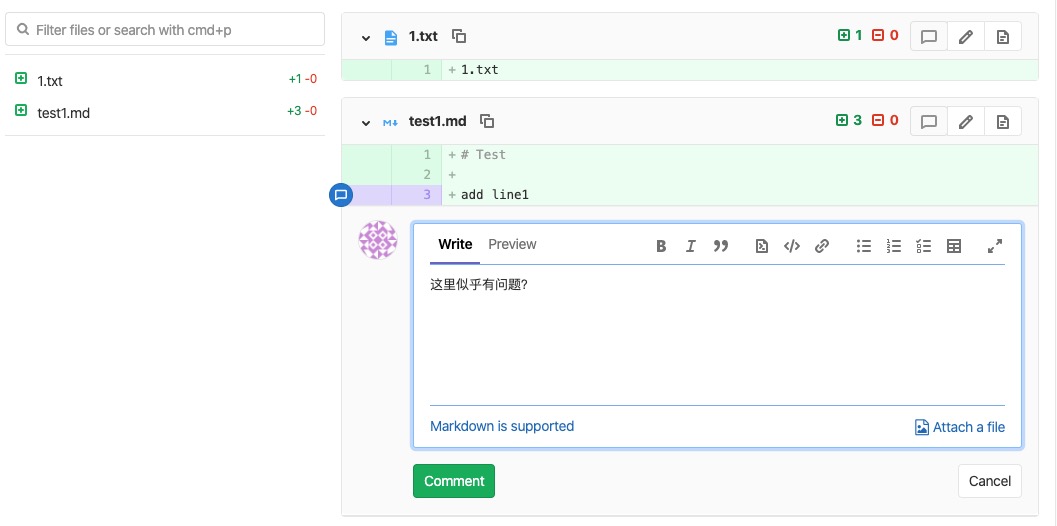 Filter files or search with cmd+p
1.txt +1 -0
test1.md +3 -0
1.txt 1 0
1 + 1.txt
M↓ test1.md 3 0
1 + # Test
2 +
3 + add line1
Write Preview B I
这里似乎有问题?
Markdown is supported Attach a file
Comment Cancel